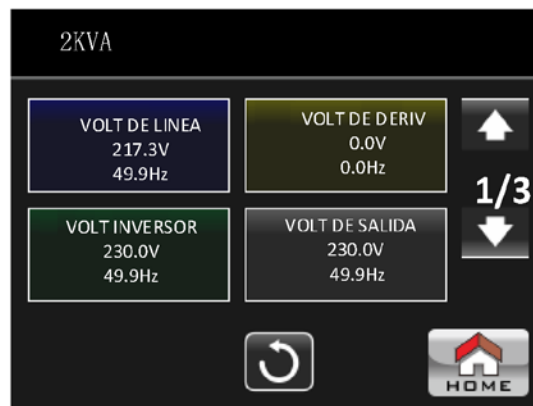 2KVA
VOLT DE LINEA
217.3V
49.9Hz
VOLT DE DERIV
0.0V
0.0Hz
1/3
VOLT INVERSOR
230.0V
49.9Hz
VOLT DE SALIDA
230.0V
49.9Hz
HOME